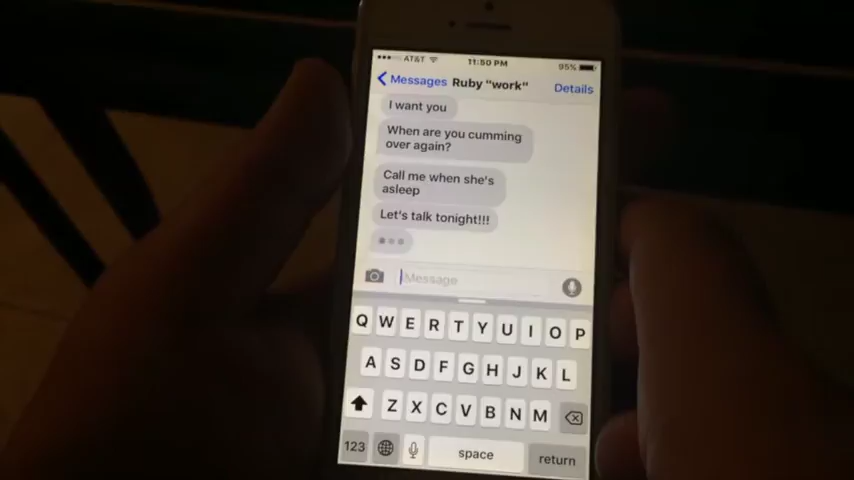 AT&T 11:50 PM 95%
Messages Ruby "work" Details
I want you
When are you cumming
over again?
Call me when she's
asleep
Let's talk tonight!!!
Message
Q W E R T Y U I O P
A S D F G H J K L
Z X C V B N M
123 space return